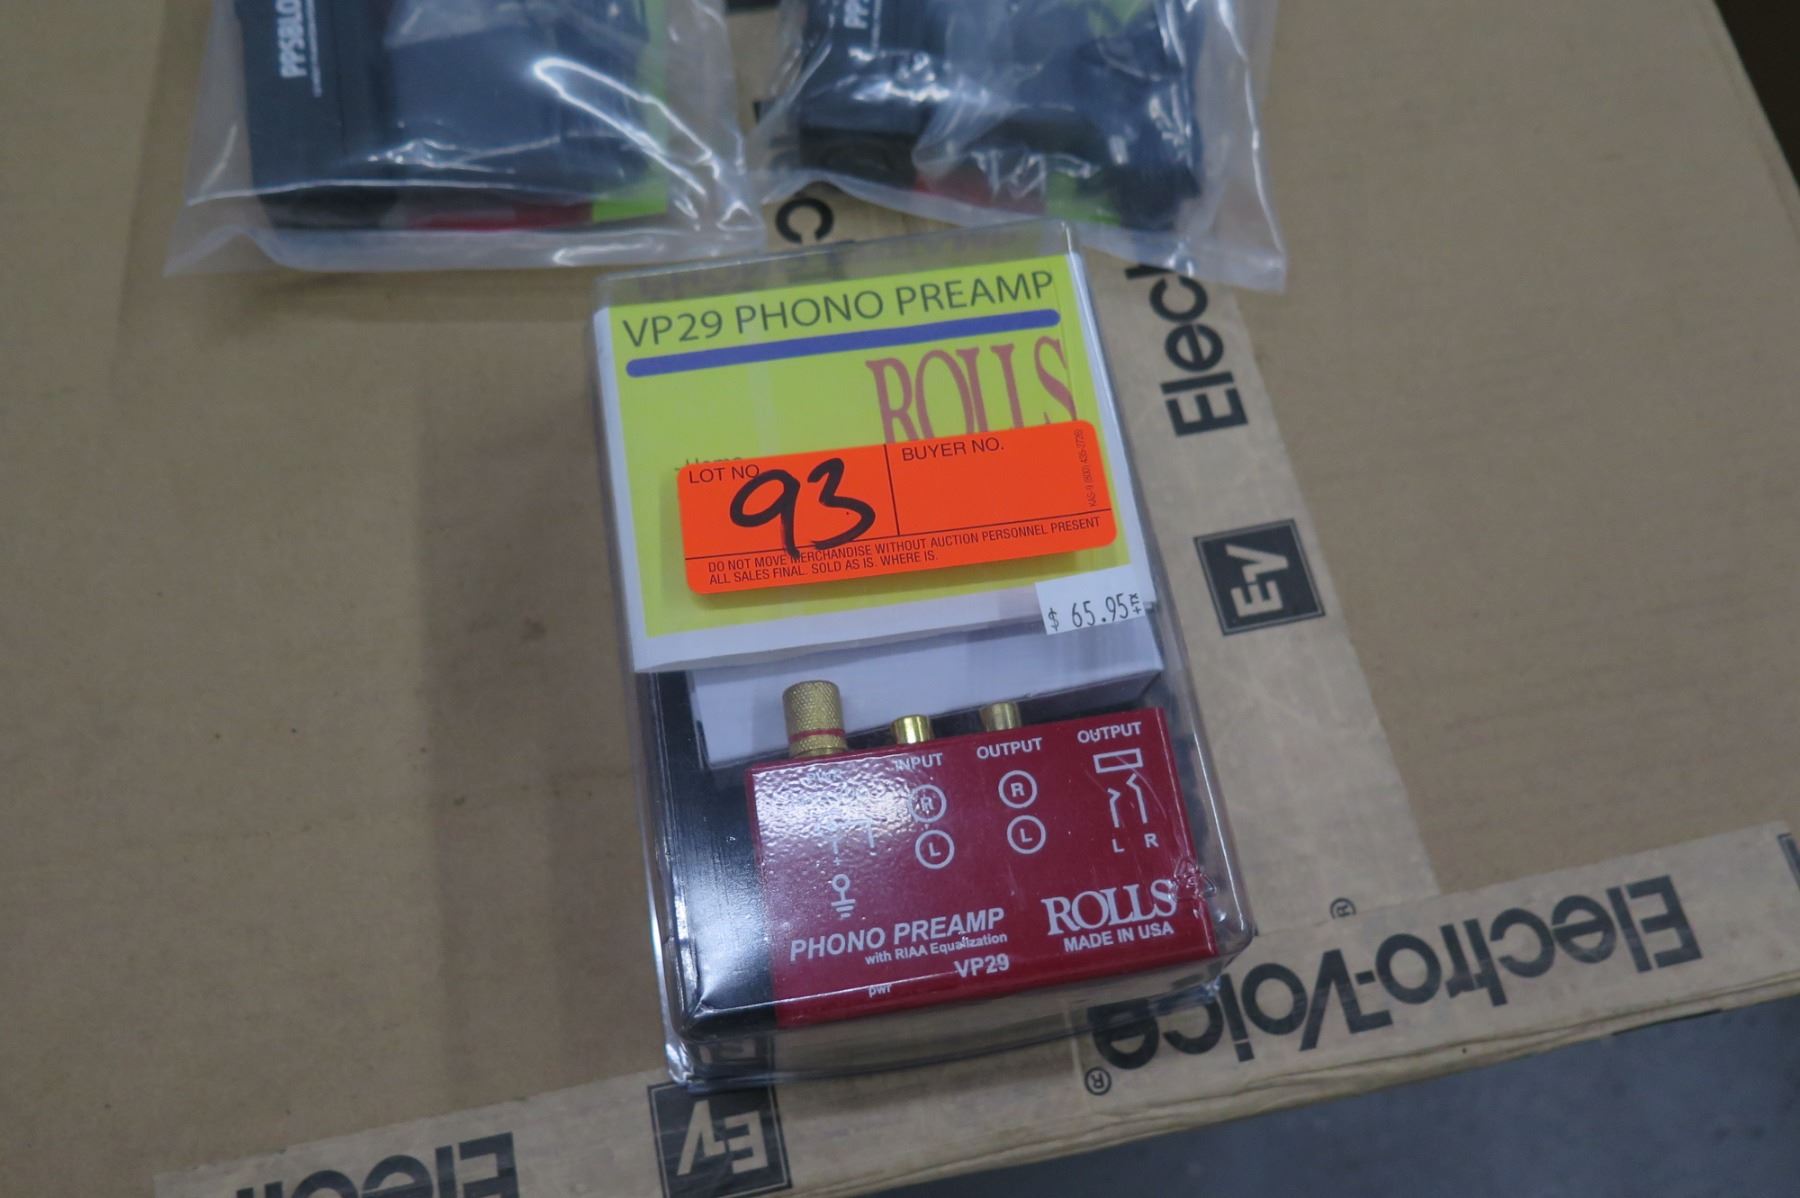 PPSBLO
VP29 PHONO PREAMP
ROLLS
Home
LOT NO.
93
BUYER NO.
DO NOT MOVE MERCHANDISE WITHOUT AUCTION PERSONNEL PRESENT
ALL SALES FINAL. SOLD AS IS. WHERE IS.
$ 65.95
INPUT
OUTPUT
OUTPUT
R
R
L
L
L R
PHONO PREAMP
with RIAA Equalization
VP29
pwr
ROLLS
MADE IN USA
Elec
EV
Electro-Voice®
EV